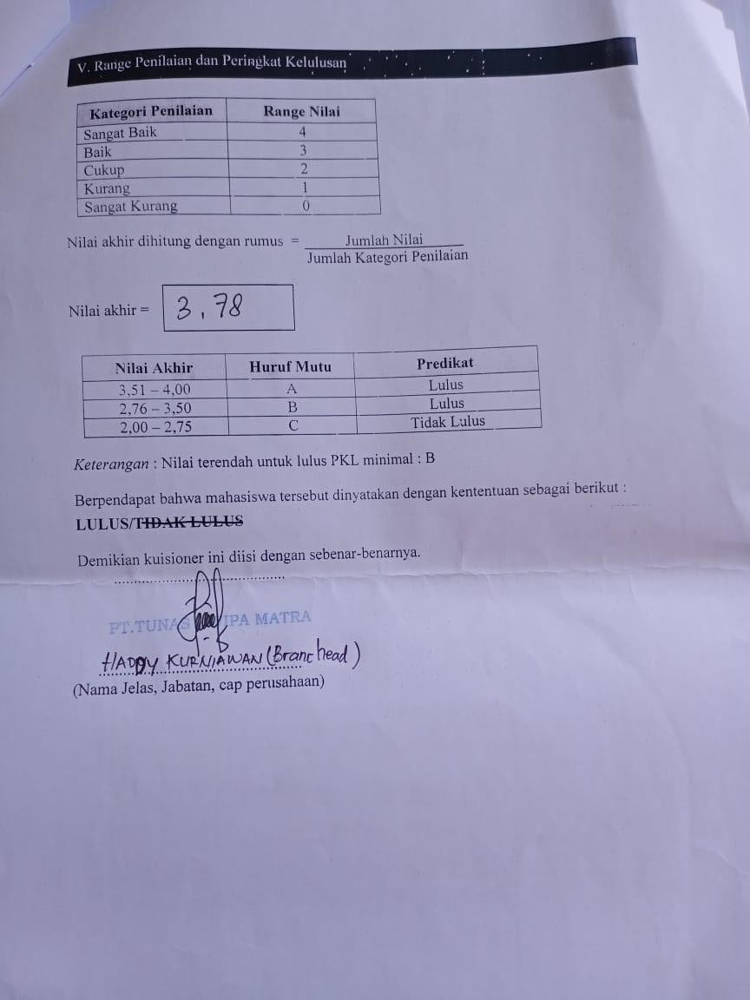 V. Range Penilaian dan Peringkat Kelulusan
Kategori Penilaian Range Nilai
Sangat Baik 4
Baik 3
Cukup 2
Kurang 1
Sangat Kurang 0
Nilai akhir dihitung dengan rumus = Jumlah Nilai
Jumlah Kategori Penilaian
Nilai akhir = 3,78
Nilai Akhir Huruf Mutu Predikat
3,51 – 4,00 A Lulus
2,76 – 3,50 B Lulus
2,00 – 2,75 C Tidak Lulus
Keterangan : Nilai terendah untuk lulus PKL minimal : B
Berpendapat bahwa mahasiswa tersebut dinyatakan dengan kententuan sebagai berikut :
LULUS/TIDAK LULUS
Demikian kuisioner ini diisi dengan sebenar-benarnya.
PT.TUNAS IPA MATRA
HADDY KURNIAWAN (Branc head)
(Nama Jelas, Jabatan, cap perusahaan)